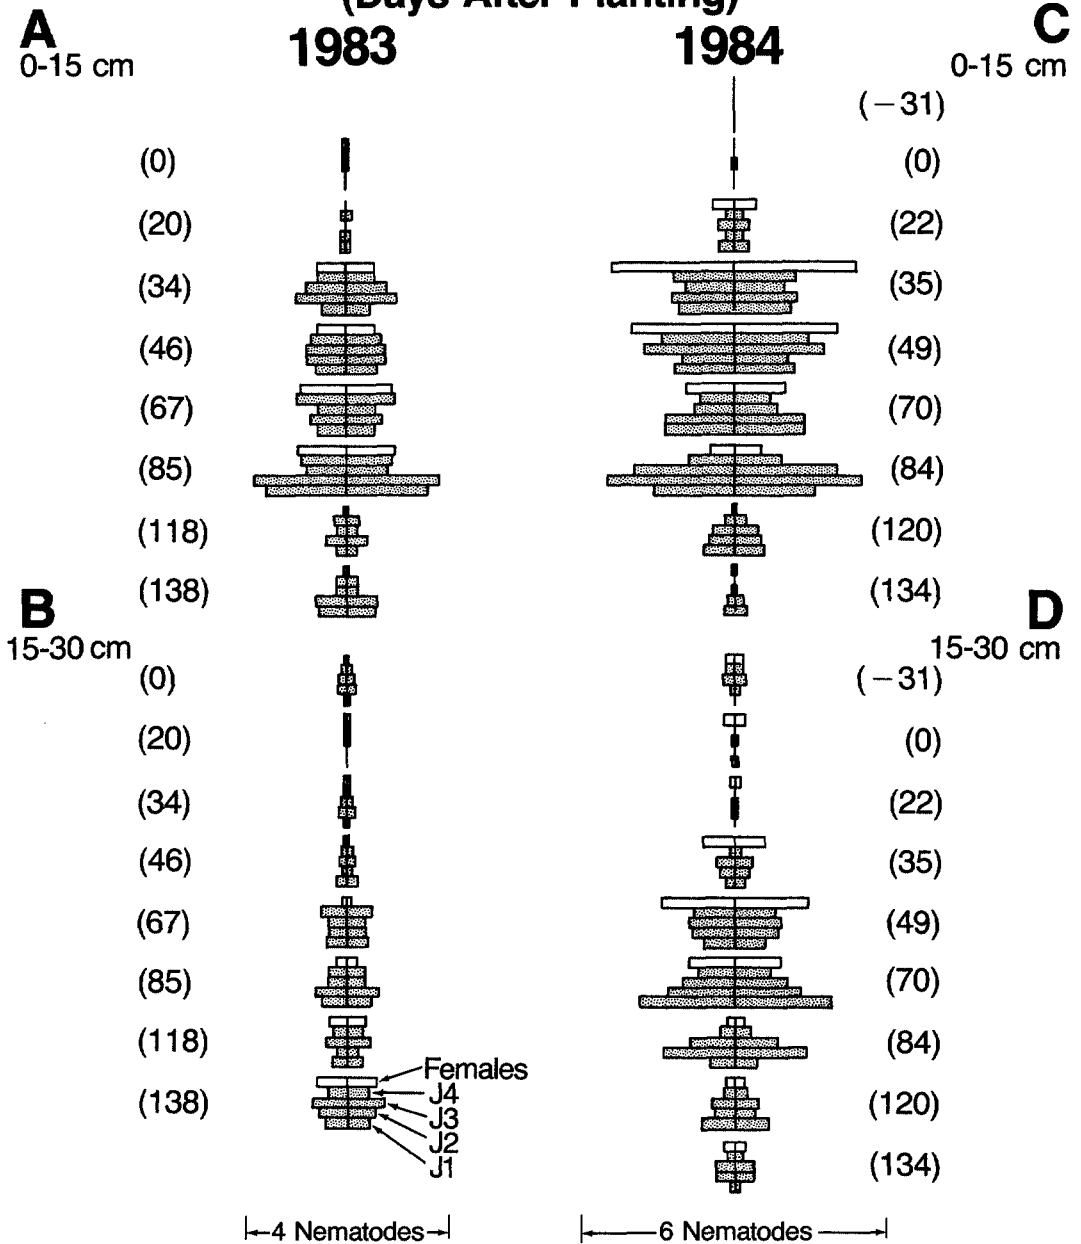 (Days After Planting)
A
1983
1984
C
0-15 cm
0-15 cm
(−31)
(0)
(0)
(20)
(22)
(34)
(35)
(46)
(49)
(67)
(70)
(85)
(84)
(118)
(120)
(138)
(134)
B
D
15-30 cm
15-30 cm
(0)
(−31)
(20)
(0)
(34)
(22)
(46)
(35)
(67)
(49)
(85)
(70)
(118)
(84)
Females
(138)
J4
(120)
J3
J2
J1
(134)
4 Nematodes
6 Nematodes